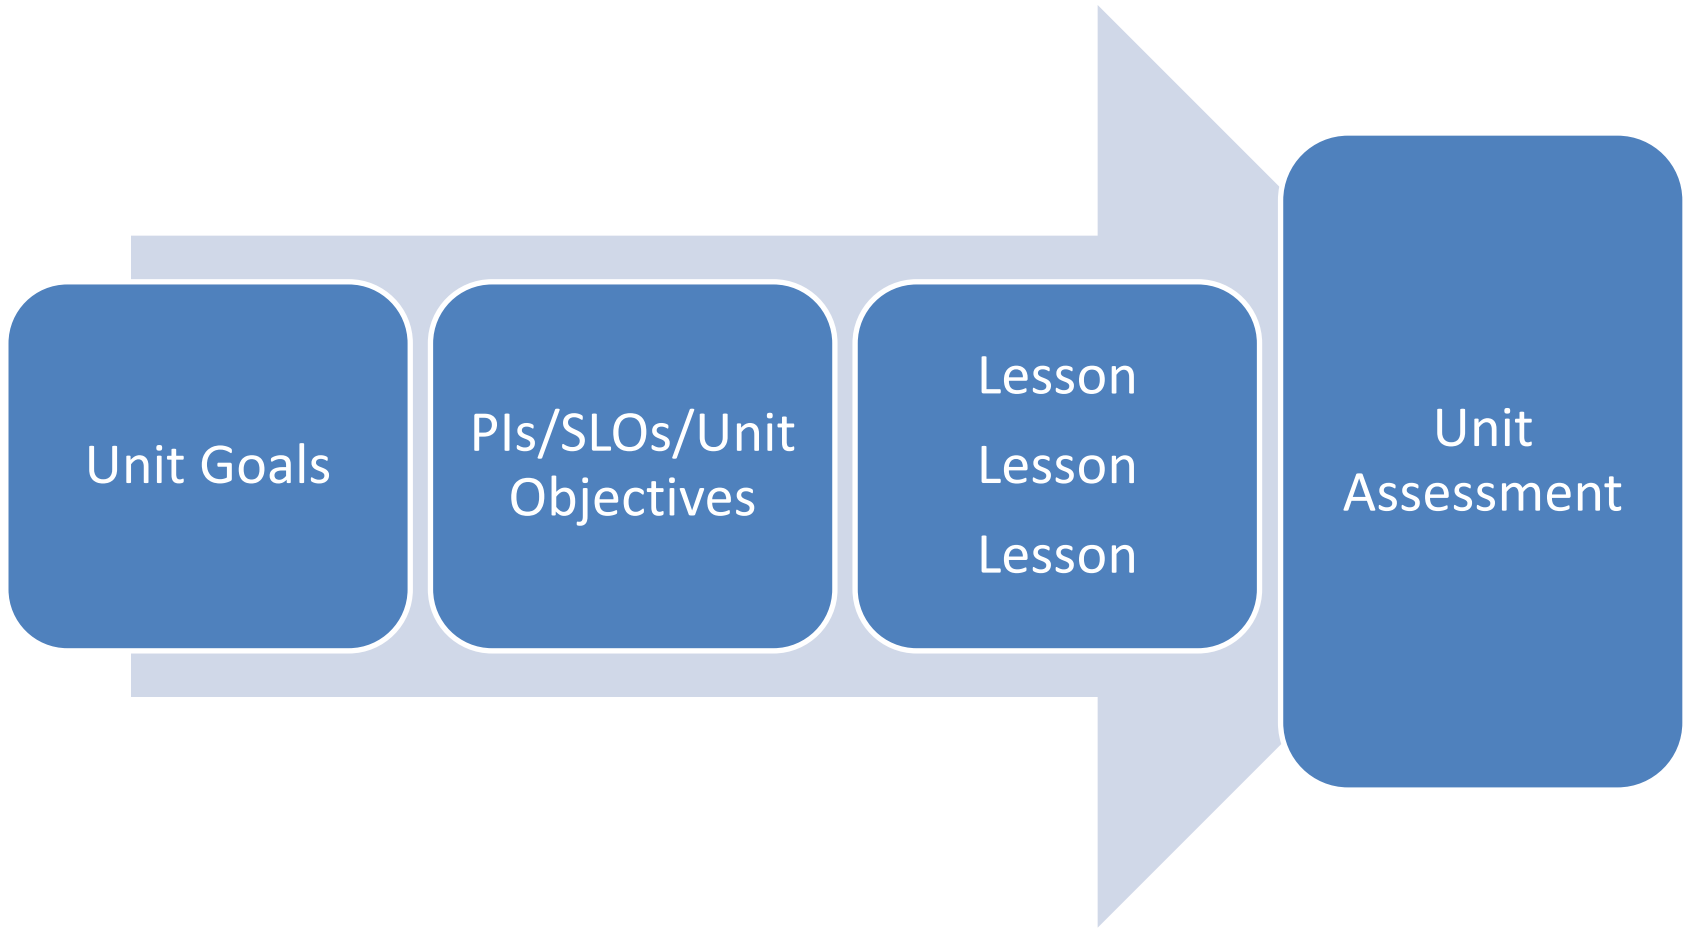 Unit Goals
PIs/SLOs/Unit
Objectives
Lesson
Lesson
Lesson
Unit
Assessment